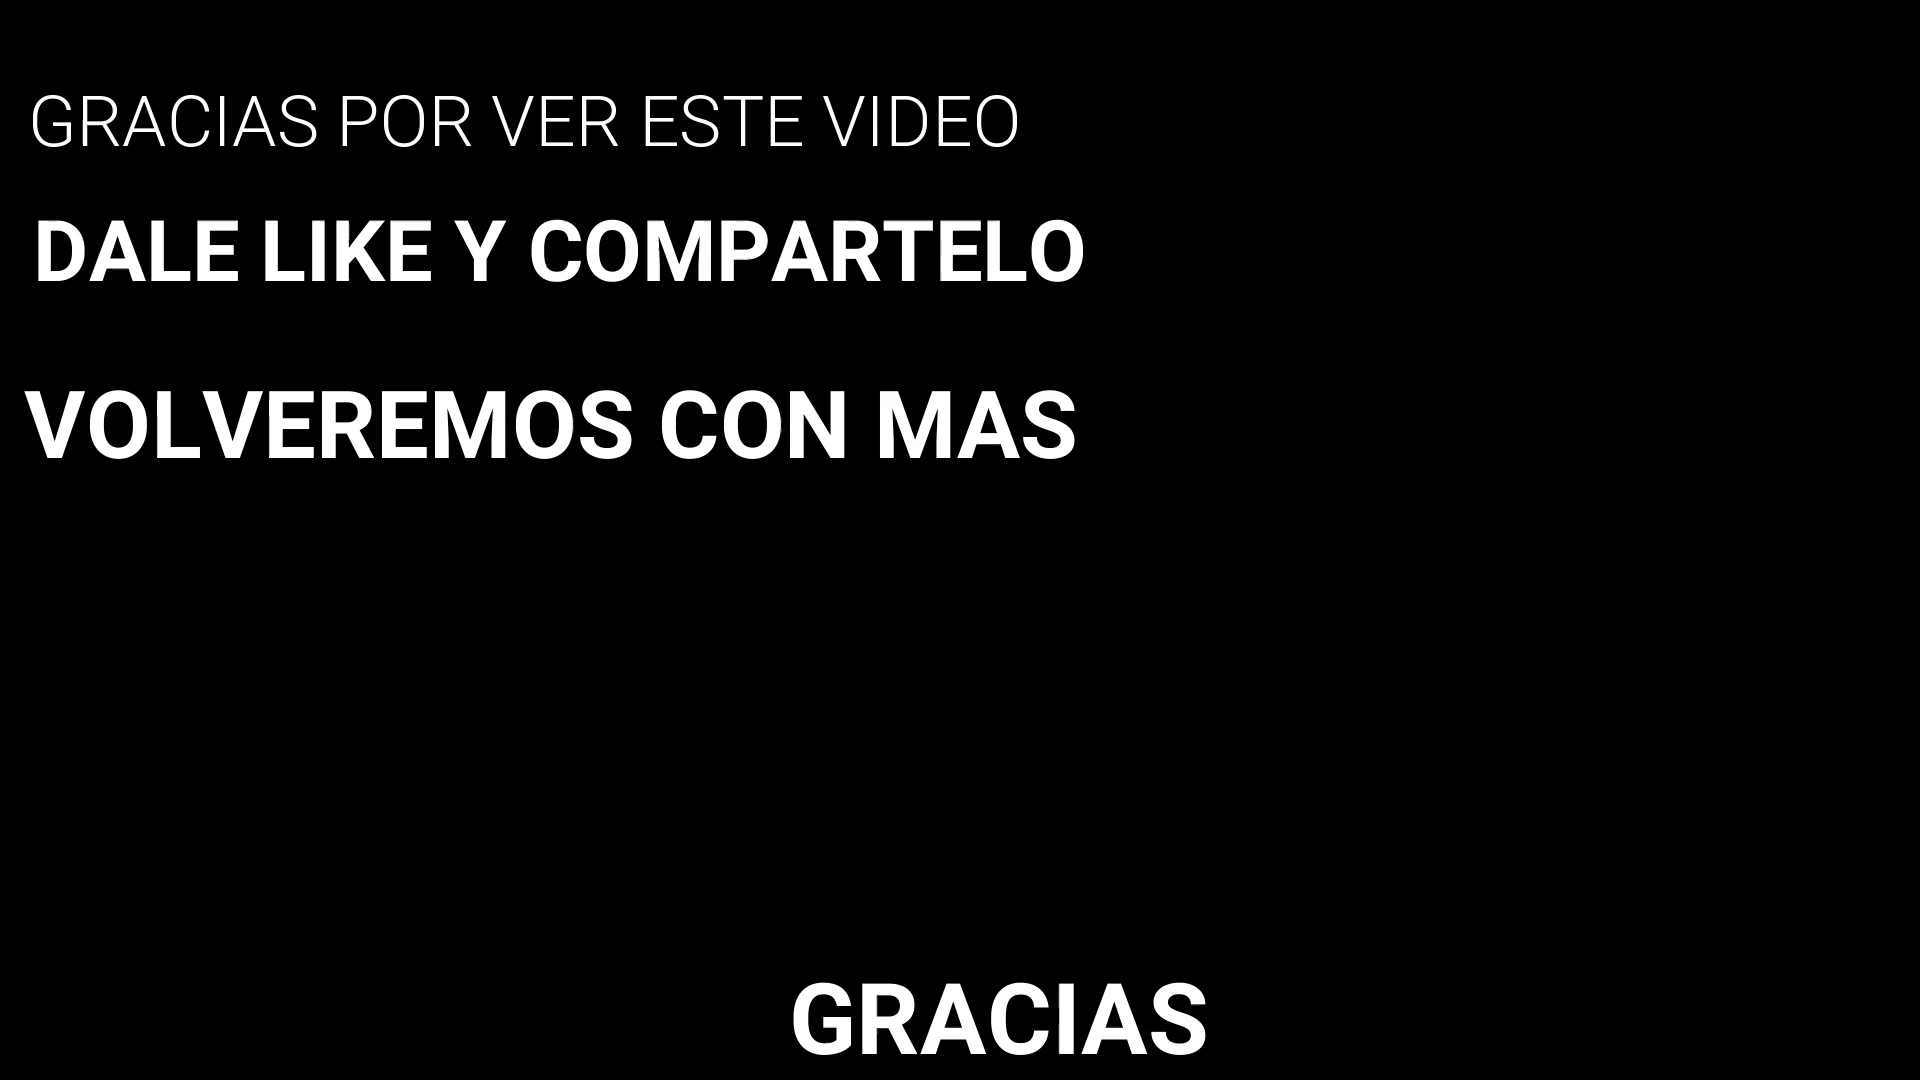 GRACIAS POR VER ESTE VIDEO
DALE LIKE Y COMPARTELO
VOLVEREMOS CON MAS
GRACIAS